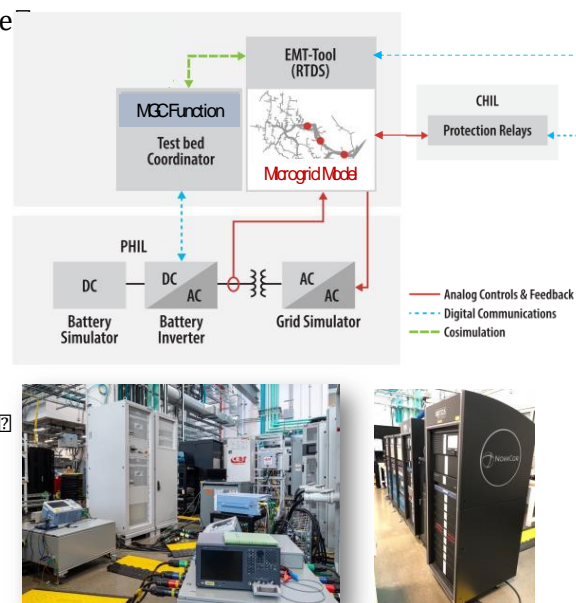 e
EMT-Tool
(RTDS)
MGC Function
Test bed
Coordinator
Microgrid Model
CHIL
Protection Relays
PHIL
DC
DC
AC
AC
AC
Battery
Simulator
Battery
Inverter
Grid Simulator
Analog Controls & Feedback
Digital Communications
Cosimulation
NovaCor